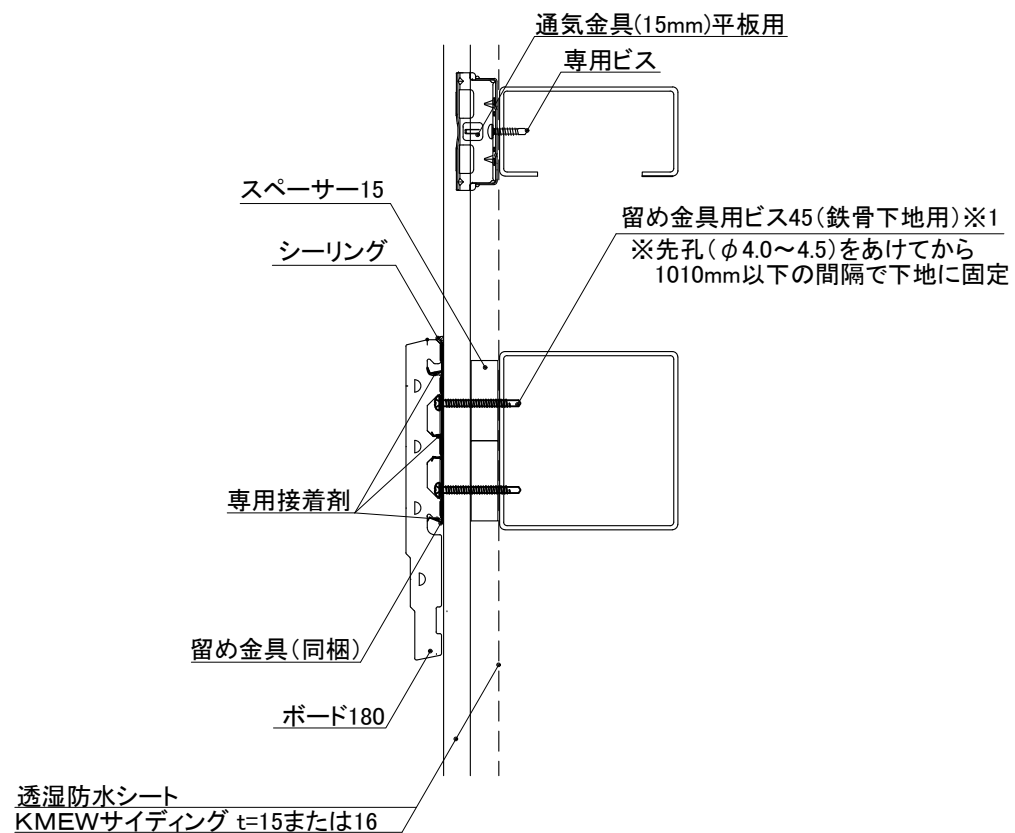 通気金具(15mm)平板用
専用ビス
スペーサー15
留め金具用ビス45(鉄骨下地用)※1
※先孔(φ4.0~4.5)をあけてから
1010mm以下の間隔で下地に固定
シーリング
専用接着剤
留め金具(同梱)
ボード180
透湿防水シート
KMEWサイディング t=15または16